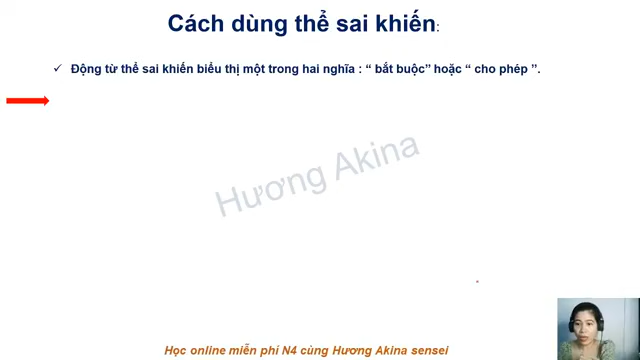 Cách dùng thể sai khiến:
✓ Động từ thể sai khiến biểu thị một trong hai nghĩa : “ bắt buộc” hoặc “ cho phép ”.
Hương Akina
Học online miễn phí N4 cùng Hương Akina sensei